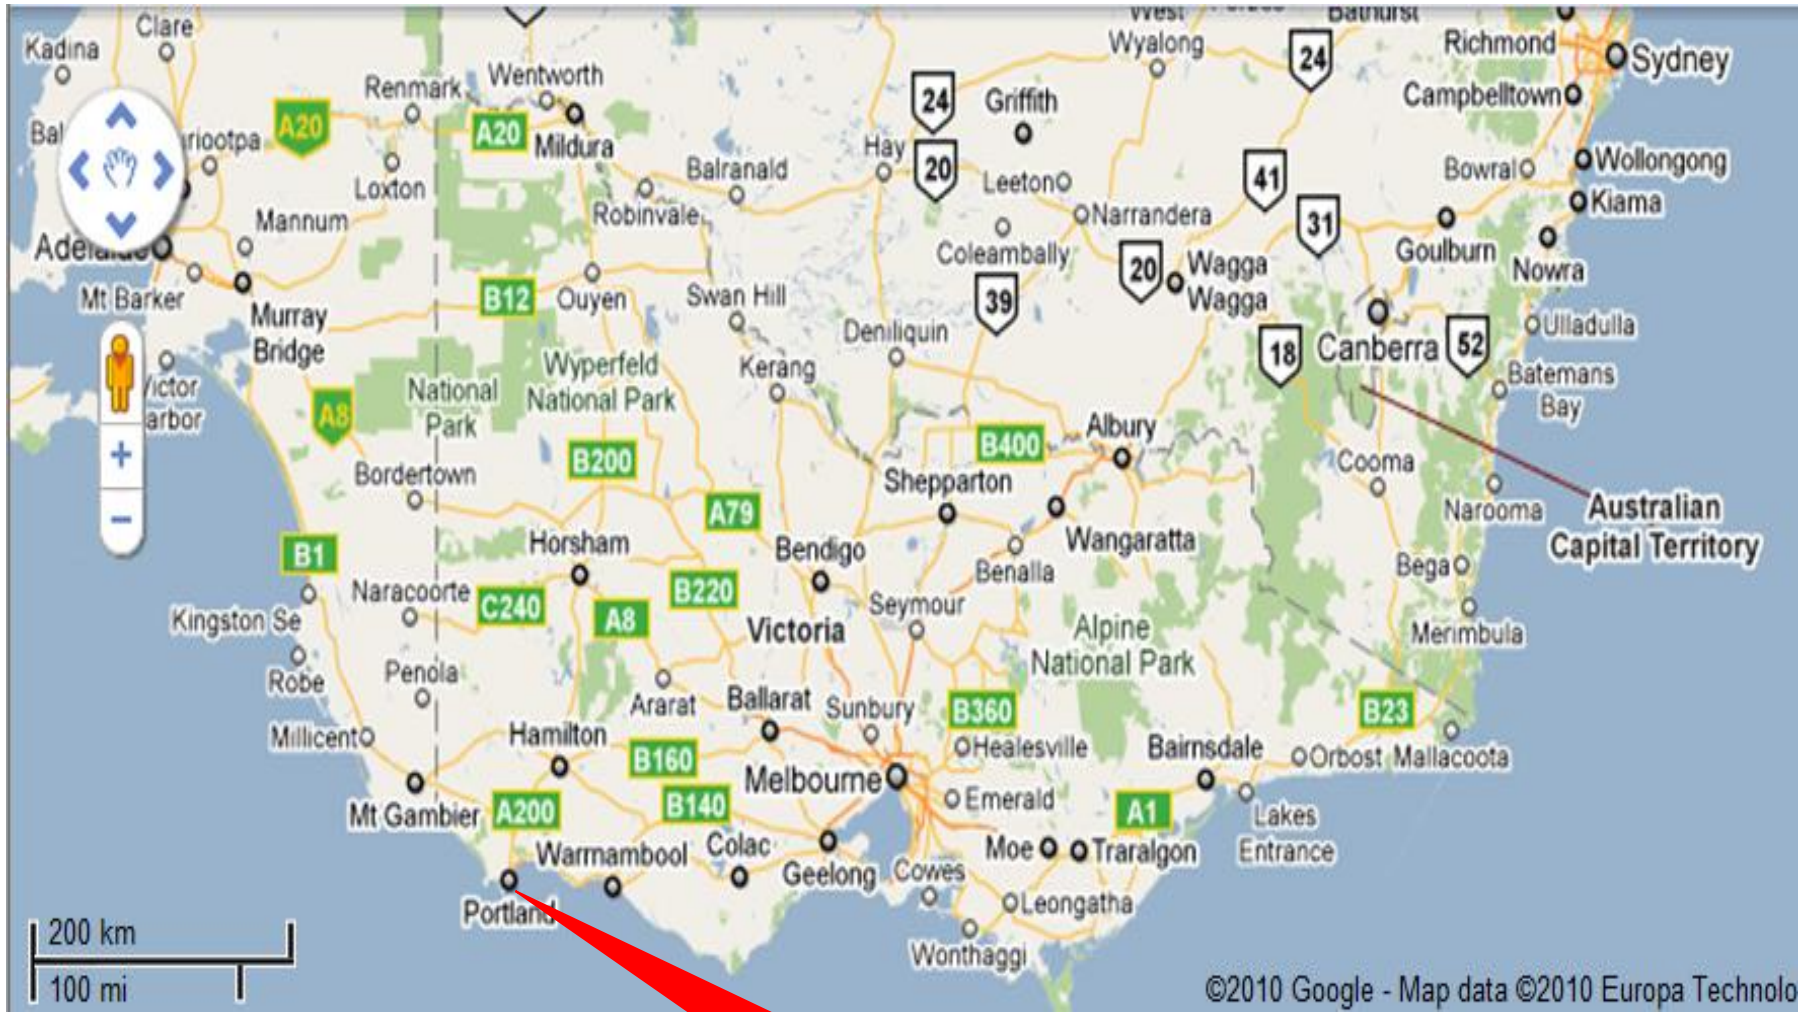 West
Bathurst
Clare
Kadina
Wyalong
24
Richmond
Sydney
Renmark
Wentworth
24
Griffith
Campbelltown
A20
A20
Mildura
Hay
20
Balranald
Leeton
41
Bowral
Wollongong
Loxton
Robinvale
Narrandera
Kiama
Mannum
31
Adelaide
Coleambally
Goulburn
Nowra
20
Wagga
Wagga
Mt Barker
B12
Ouyen
Swan Hill
39
Murray
Bridge
Deniliquin
Ulladulla
18
Canberra
52
Wyperfeld
National Park
Kerang
Batemans
Bay
National
Park
A8
Albury
B400
B200
Bordertown
Shepparton
Cooma
A79
Narooma
Australian
Capital Territory
Horsham
Bendigo
Wangaratta
B1
Benalla
Bega
Naracoorte
C240
B220
Seymour
Kingston Se
A8
Victoria
Alpine
National Park
Merimbula
Penola
Robe
Ararat
Ballarat
Sunbury
B360
B23
Millicent
Hamilton
B160
Healesville
Bairnsdale
Orbost
Mallacoota
Melbourne
Mt Gambier
A200
B140
Emerald
A1
Lakes
Entrance
Warrnambool
Colac
Geelong
Cowes
Moe
Traralgon
Portland
Leongatha
Wonthaggi
200 km
100 mi
©2010 Google - Map data ©2010 Europa